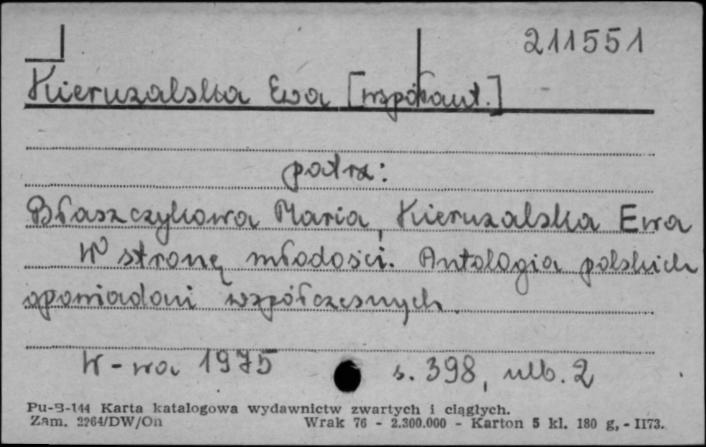 211551
Kieruzalska Ewa [współaut.]
patrz:
Błaszczykowa Maria, Kieruzalska Ewa
W stronę młodości. Antologia polskich
opowiadań współczesnych.
W-wa 1975 s. 398, nlb. 2
Pu-B-144 Karta katalogowa wydawnictw zwartych i ciągłych.
Zam. 2264/DW/On Wrak 76 - 2.300.000 - Karton 5 kl. 180 g, - II73.